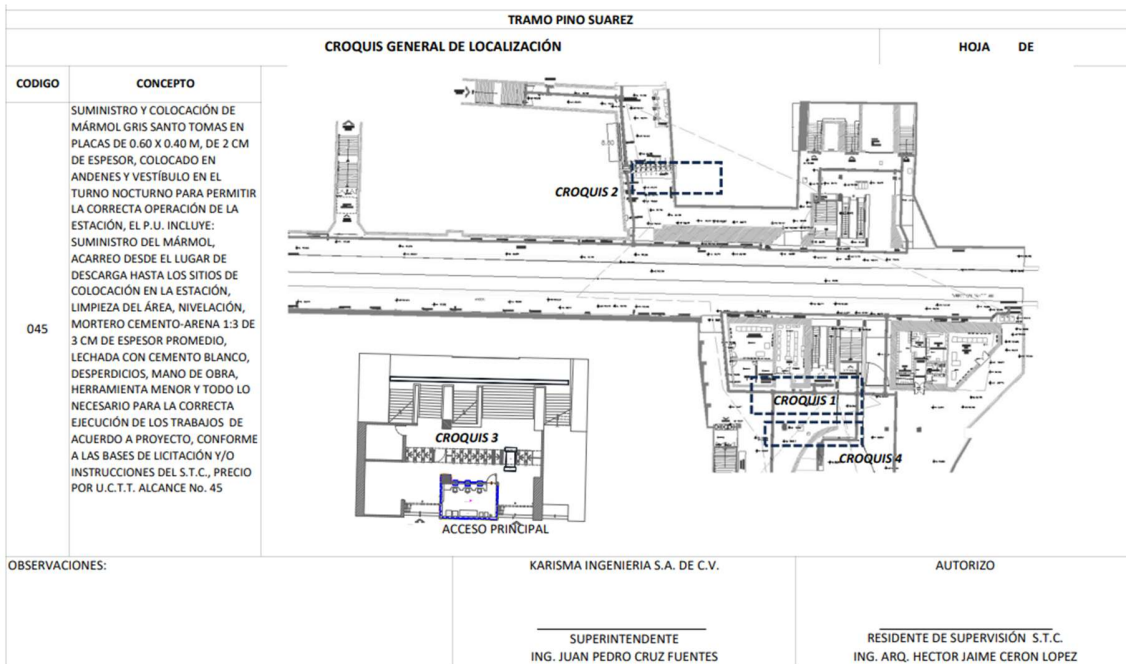 TRAMO PINO SUAREZ
CROQUIS GENERAL DE LOCALIZACIÓN
HOJA DE
CODIGO
CONCEPTO
045
SUMINISTRO Y COLOCACIÓN DE
MÁRMOL GRIS SANTO TOMAS EN
PLACAS DE 0.60 X 0.40 M, DE 2 CM
DE ESPESOR, COLOCADO EN
ANDENES Y VESTÍBULO EN EL
TURNO NOCTURNO PARA PERMITIR
LA CORRECTA OPERACIÓN DE LA
ESTACIÓN, EL P.U. INCLUYE:
SUMINISTRO DEL MÁRMOL,
ACARREO DESDE EL LUGAR DE
DESCARGA HASTA LOS SITIOS DE
COLOCACIÓN EN LA ESTACIÓN,
LIMPIEZA DEL ÁREA, NIVELACIÓN,
MORTERO CEMENTO-ARENA 1:3 DE
3 CM DE ESPESOR PROMEDIO,
LECHADA CON CEMENTO BLANCO,
DESPERDICIOS, MANO DE OBRA,
HERRAMIENTA MENOR Y TODO LO
NECESARIO PARA LA CORRECTA
EJECUCIÓN DE LOS TRABAJOS DE
ACUERDO A PROYECTO, CONFORME
A LAS BASES DE LICITACIÓN Y/O
INSTRUCCIONES DEL S.T.C., PRECIO
POR U.C.T.T. ALCANCE No. 45
CROQUIS 2
CROQUIS 1
CROQUIS 3
CROQUIS 4
ACCESO PRINCIPAL
OBSERVACIONES:
KARISMA INGENIERIA S.A. DE C.V.
SUPERINTENDENTE
ING. JUAN PEDRO CRUZ FUENTES
AUTORIZO
RESIDENTE DE SUPERVISIÓN S.T.C.
ING. ARQ. HECTOR JAIME CERON LOPEZ